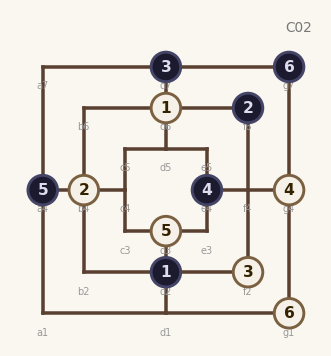 C02
3 6
a7 d7 g7
1 2
b6 d6 f6
c5 d5 e5
5 2 4 4
a4 b4 c4 e4 f4 g4
5
c3 d3 e3
1 3
b2 d2 f2
6
a1 d1 g1